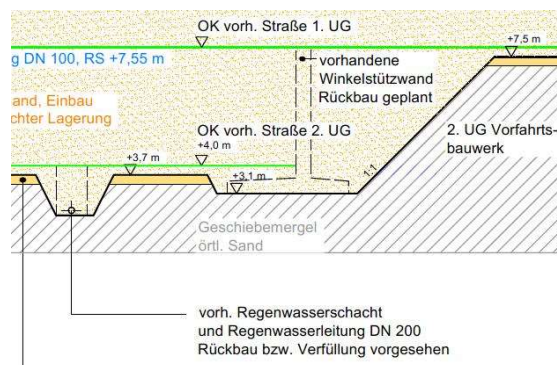 OK vorh. Straße 1. UG
+7,5 m
g DN 100, RS +7,55 m
vorhandene
Winkelstützwand
Rückbau geplant
and, Einbau
chter Lagerung
OK vorh. Straße 2. UG
2. UG Vorfahrts-
bauwerk
+4,0 m
+3,7 m
1:1
+3,1 m
Geschiebemergel
örtl. Sand
vorh. Regenwasserschacht
und Regenwasserleitung DN 200
Rückbau bzw. Verfüllung vorgesehen